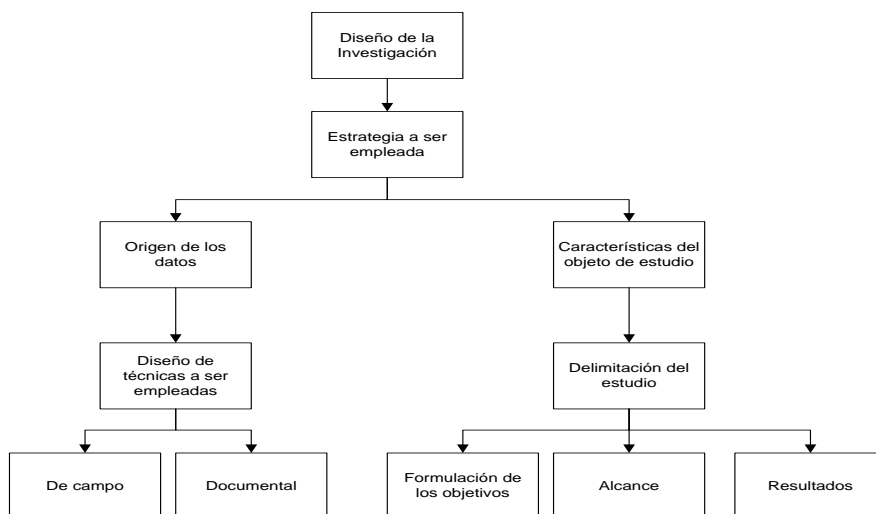 Diseño de la
Investigación
Estrategia a ser
empleada
Origen de los
datos
Características del
objeto de estudio
Diseño de
técnicas a ser
empleadas
Delimitación del
estudio
De campo
Documental
Formulación de
los objetivos
Alcance
Resultados